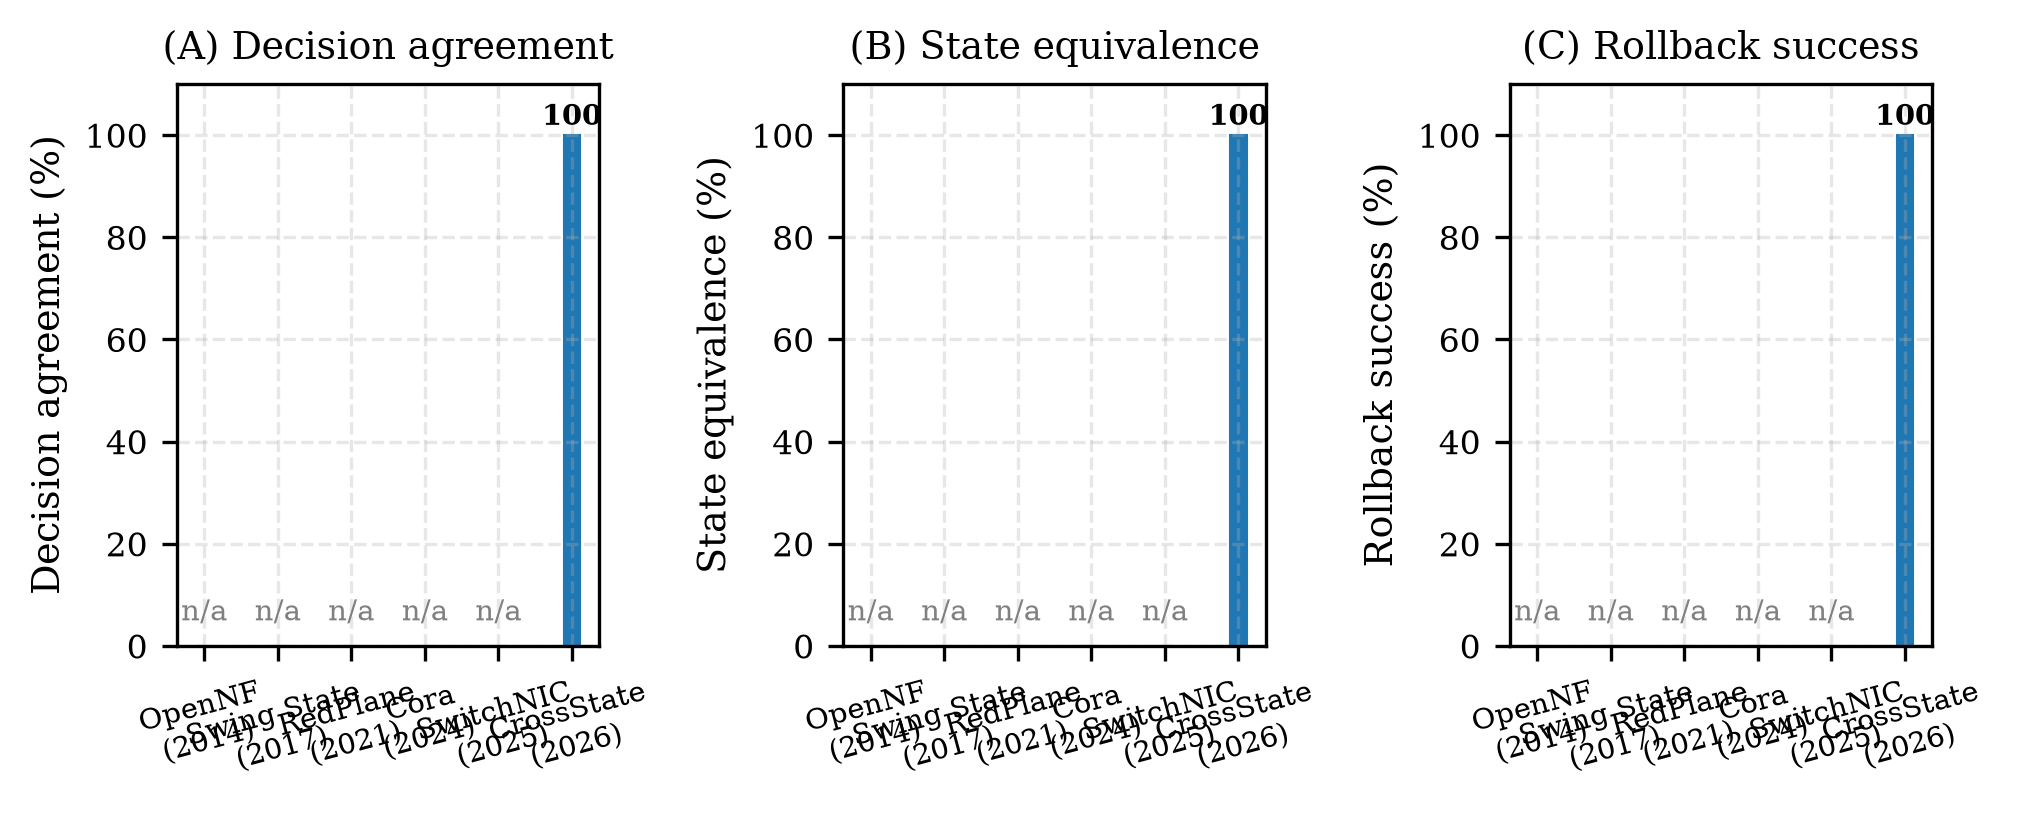 (A) Decision agreement
Decision agreement (%)
100
80
60
40
20
0
100
n/a n/a n/a n/a n/a
OpenNF
(2014)
Swing State
(2017)
RedPlane
(2021)
Cora
(2024)
SwitchNIC
(2025)
CrossState
(2026)
(B) State equivalence
State equivalence (%)
100
80
60
40
20
0
100
n/a n/a n/a n/a n/a
OpenNF
(2014)
Swing State
(2017)
RedPlane
(2021)
Cora
(2024)
SwitchNIC
(2025)
CrossState
(2026)
(C) Rollback success
Rollback success (%)
100
80
60
40
20
0
100
n/a n/a n/a n/a n/a
OpenNF
(2014)
Swing State
(2017)
RedPlane
(2021)
Cora
(2024)
SwitchNIC
(2025)
CrossState
(2026)